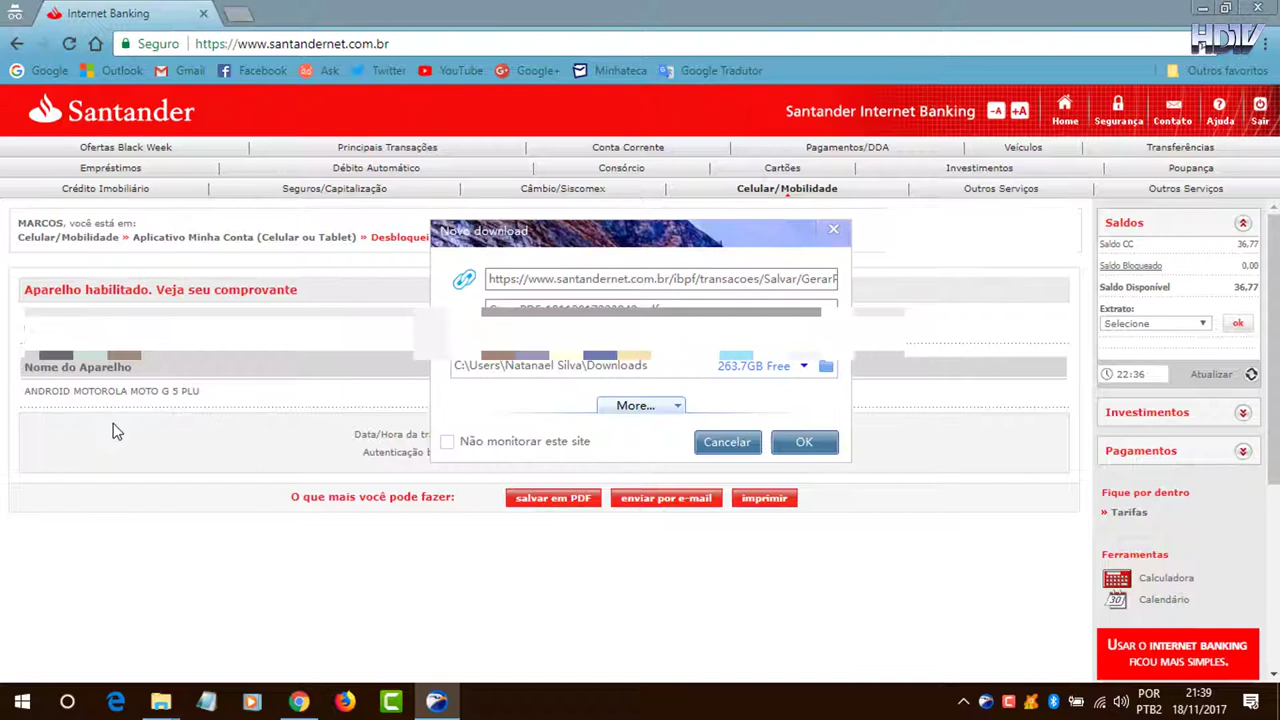 Internet Banking
HDTV
Seguro https://www.santandernet.com.br
Google Outlook Gmail Facebook Ask Twitter YouTube Google+ Minhateca Google Tradutor Outros favoritos
Santander
Santander Internet Banking -A +A Home Segurança Contato Ajuda Sair
Ofertas Black Week Principais Transações Conta Corrente Pagamentos/DDA Veículos Transferências
Empréstimos Débito Automático Consórcio Cartões Investimentos Poupança
Crédito Imobiliário Seguros/Capitalização Câmbio/Siscomex Celular/Mobilidade Outros Serviços Outros Serviços
MARCOS, você está em:
Celular/Mobilidade » Aplicativo Minha Conta (Celular ou Tablet) » Desbloquei
Aparelho habilitado. Veja seu comprovante
Nome do Aparelho
ANDROID MOTOROLA MOTO G 5 PLU
Data/Hora da tr
Autenticação b
O que mais você pode fazer: salvar em PDF enviar por e-mail imprimir
Novo download
https://www.santandernet.com.br/ibpf/transacoes/Salvar/GerarP
C:\Users\Natanael Silva\Downloads 263.7GB Free
More...
Não monitorar este site Cancelar OK
Saldos
Saldo CC 36,77
Saldo Bloqueado 0,00
Saldo Disponível 36,77
Extrato:
Selecione ok
22:36 Atualizar
Investimentos
Pagamentos
Fique por dentro
» Tarifas
Ferramentas
Calculadora
30 Calendário
USAR O INTERNET BANKING
FICOU MAIS SIMPLES.
POR
PTB2
21:39
18/11/2017